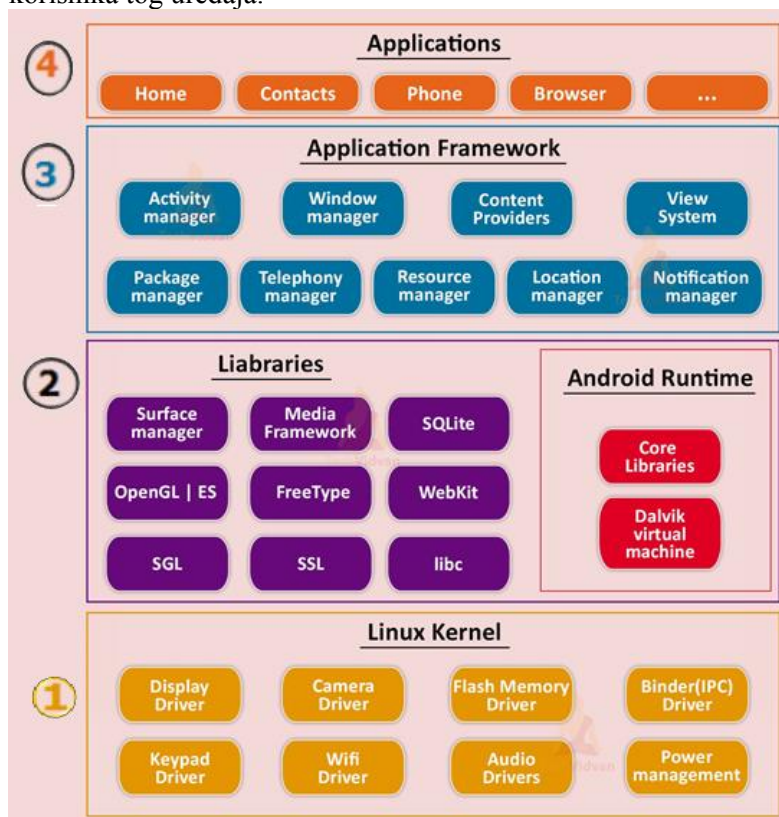 korisnika tog uređaja.
4
Applications
Home
Contacts
Phone
Browser
...
3
Application Framework
Activity
manager
Window
manager
Content
Providers
View
System
Package
manager
Telephony
manager
Resource
manager
Location
manager
Notification
manager
2
Liabraries
Surface
manager
Media
Framework
SQLite
OpenGL | ES
FreeType
WebKit
SGL
SSL
libc
Android Runtime
Core
Libraries
Dalvik
virtual
machine
1
Linux Kernel
Display
Driver
Camera
Driver
Flash Memory
Driver
Binder(IPC)
Driver
Keypad
Driver
Wifi
Driver
Audio
Drivers
Power
management